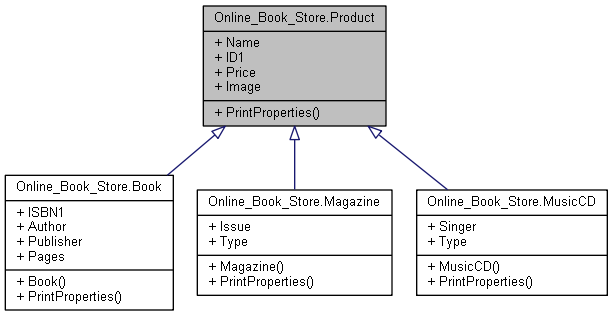 Online_Book_Store.Product
+ Name
+ ID1
+ Price
+ Image
+ PrintProperties()
Online_Book_Store.Book
+ ISBN1
+ Author
+ Publisher
+ Pages
+ Book()
+ PrintProperties()
Online_Book_Store.Magazine
+ Issue
+ Type
+ Magazine()
+ PrintProperties()
Online_Book_Store.MusicCD
+ Singer
+ Type
+ MusicCD()
+ PrintProperties()